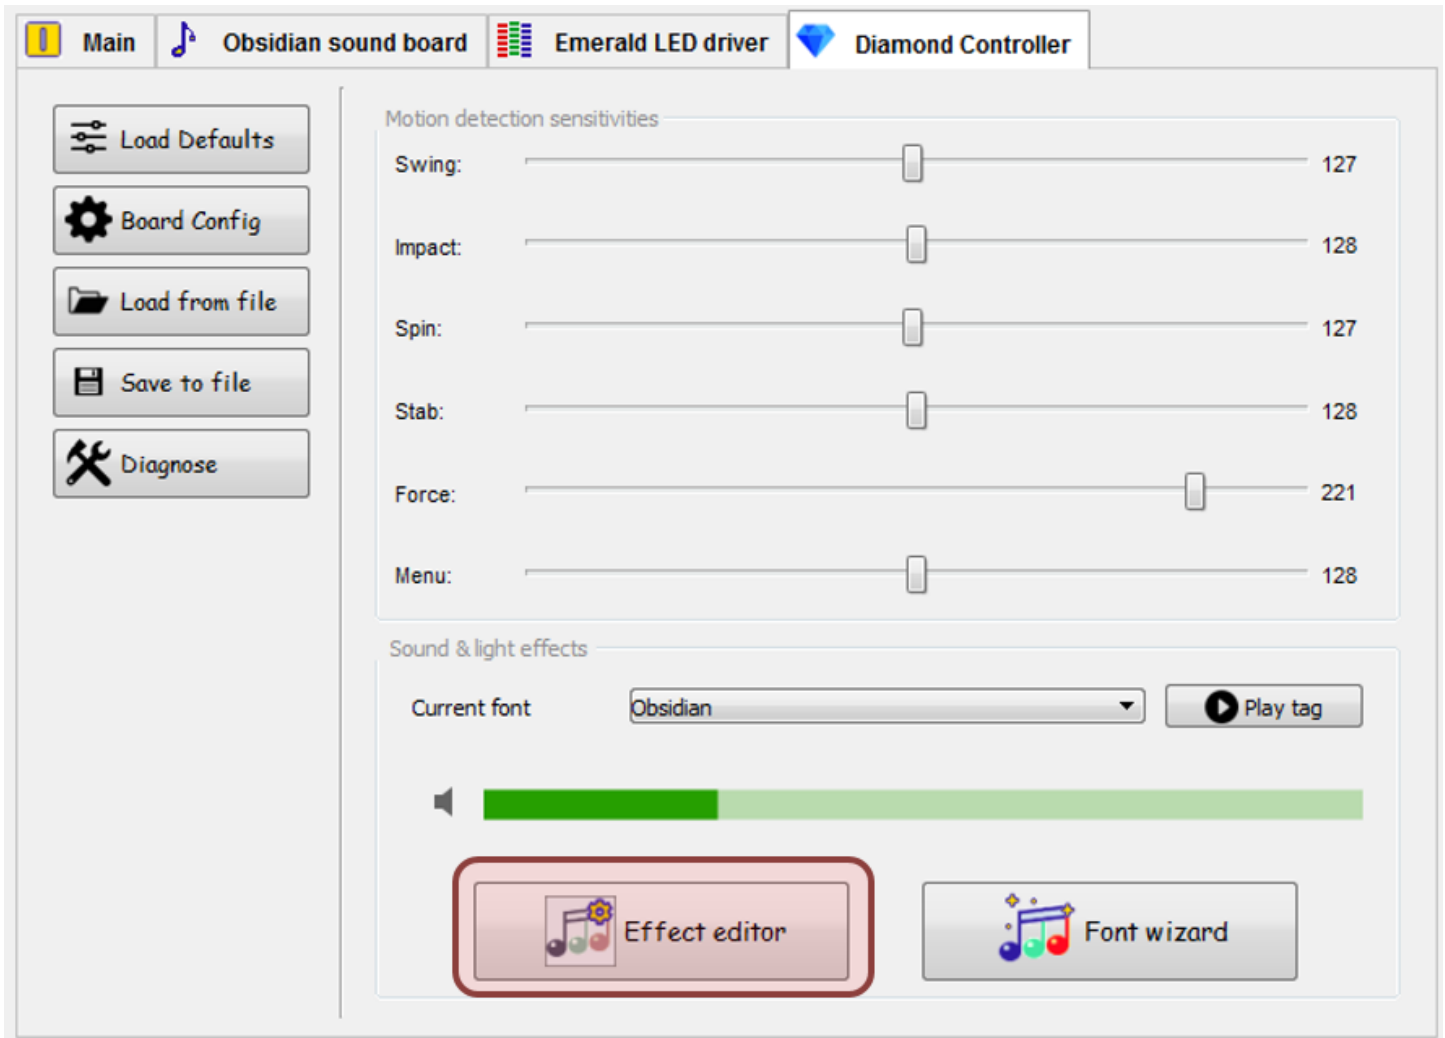 Main
Obsidian sound board
Emerald LED driver
Diamond Controller
Load Defaults
Board Config
Load from file
Save to file
Diagnose
Motion detection sensitivities
Swing: 127
Impact: 128
Spin: 127
Stab: 128
Force: 221
Menu: 128
Sound & light effects
Current font Obsidian Play tag
Effect editor Font wizard